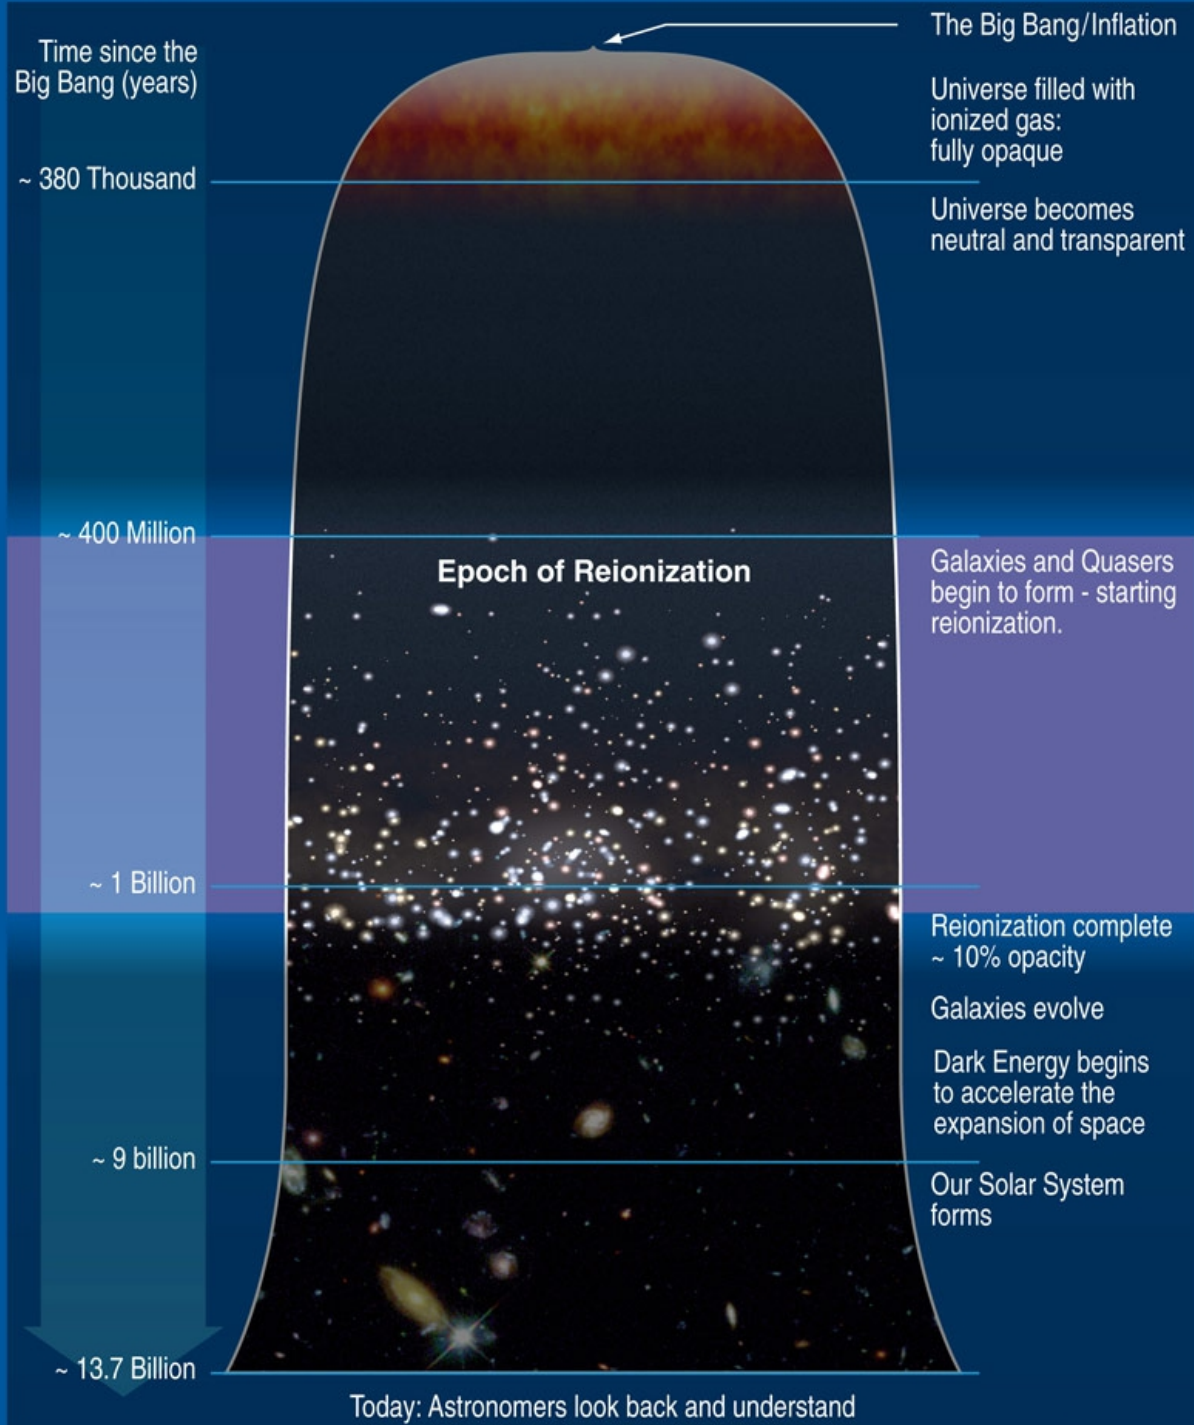 The Big Bang/Inflation
Time since the
Big Bang (years)
Universe filled with
ionized gas:
fully opaque
~ 380 Thousand
Universe becomes
neutral and transparent
~ 400 Million
Epoch of Reionization
Galaxies and Quasers
begin to form - starting
reionization.
~ 1 Billion
Reionization complete
~ 10% opacity
Galaxies evolve
Dark Energy begins
to accelerate the
expansion of space
~ 9 billion
Our Solar System
forms
~ 13.7 Billion
Today: Astronomers look back and understand